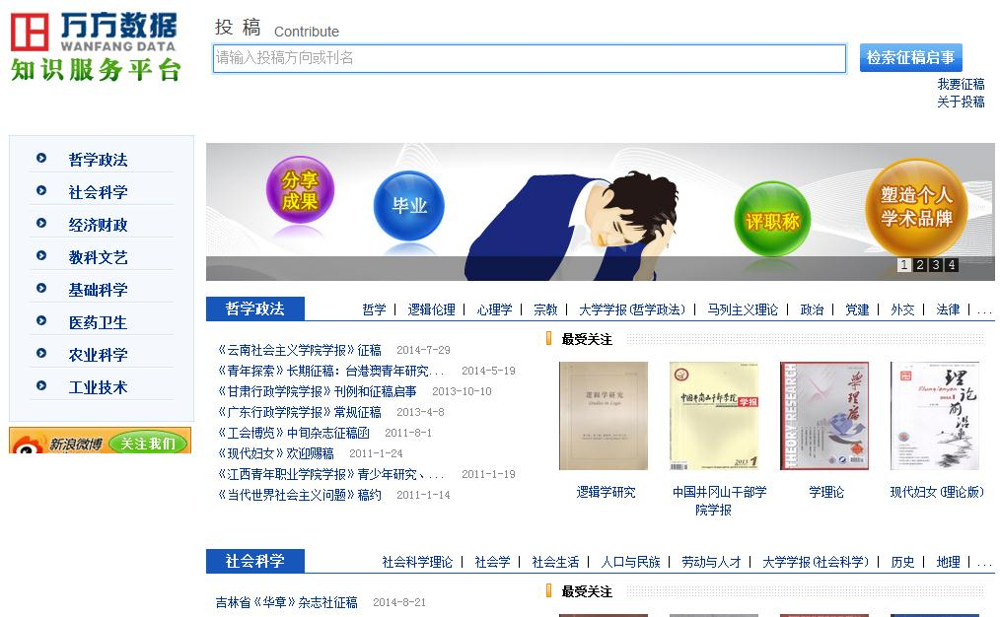 万方数据
WANFANG DATA
知识服务平台
投 稿 Contribute
请输入投稿方向或刊名
检索征稿启事
我要征稿
关于投稿
哲学政法
社会科学
经济财政
教科文艺
基础科学
医药卫生
农业科学
工业技术
新浪微博 关注我们
分享成果
毕业
评职称
塑造个人
学术品牌
1 2 3 4
哲学政法
哲学 | 逻辑伦理 | 心理学 | 宗教 | 大学学报(哲学政法) | 马列主义理论 | 政治 | 党建 | 外交 | 法律 | ...
《云南社会主义学院学报》征稿 2014-7-29
《青年探索》长期征稿：台港澳青年研究... 2014-5-19
《甘肃行政学院学报》刊例和征稿启事 2013-10-10
《广东行政学院学报》常规征稿 2013-4-8
《工会博览》中旬杂志征稿函 2011-8-1
《现代妇女》欢迎赐稿 2011-1-24
《江西青年职业学院学报》青少年研究、... 2011-1-19
《当代世界社会主义问题》稿约 2011-1-14
最受关注
逻辑学研究
Studies in Logic
中国井冈山干部学院 学报
2013 1
THEORY RESEARCH
学理论
理论前沿
逻辑学研究
中国井冈山干部学
院学报
学理论
现代妇女(理论版)
社会科学
社会科学理论 | 社会学 | 社会生活 | 人口与民族 | 劳动与人才 | 大学学报(社会科学) | 历史 | 地理 | ...
吉林省《华章》杂志社征稿 2014-8-21
最受关注